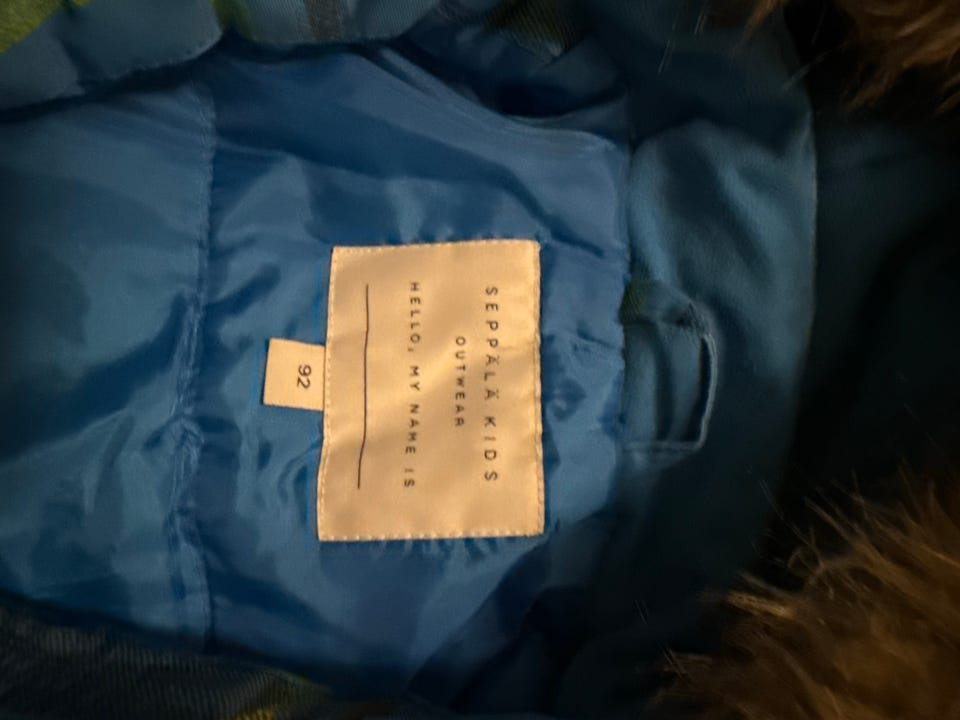 SEPPÄLÄ KIDS
OUTWEAR
HELLO, MY NAME IS
92